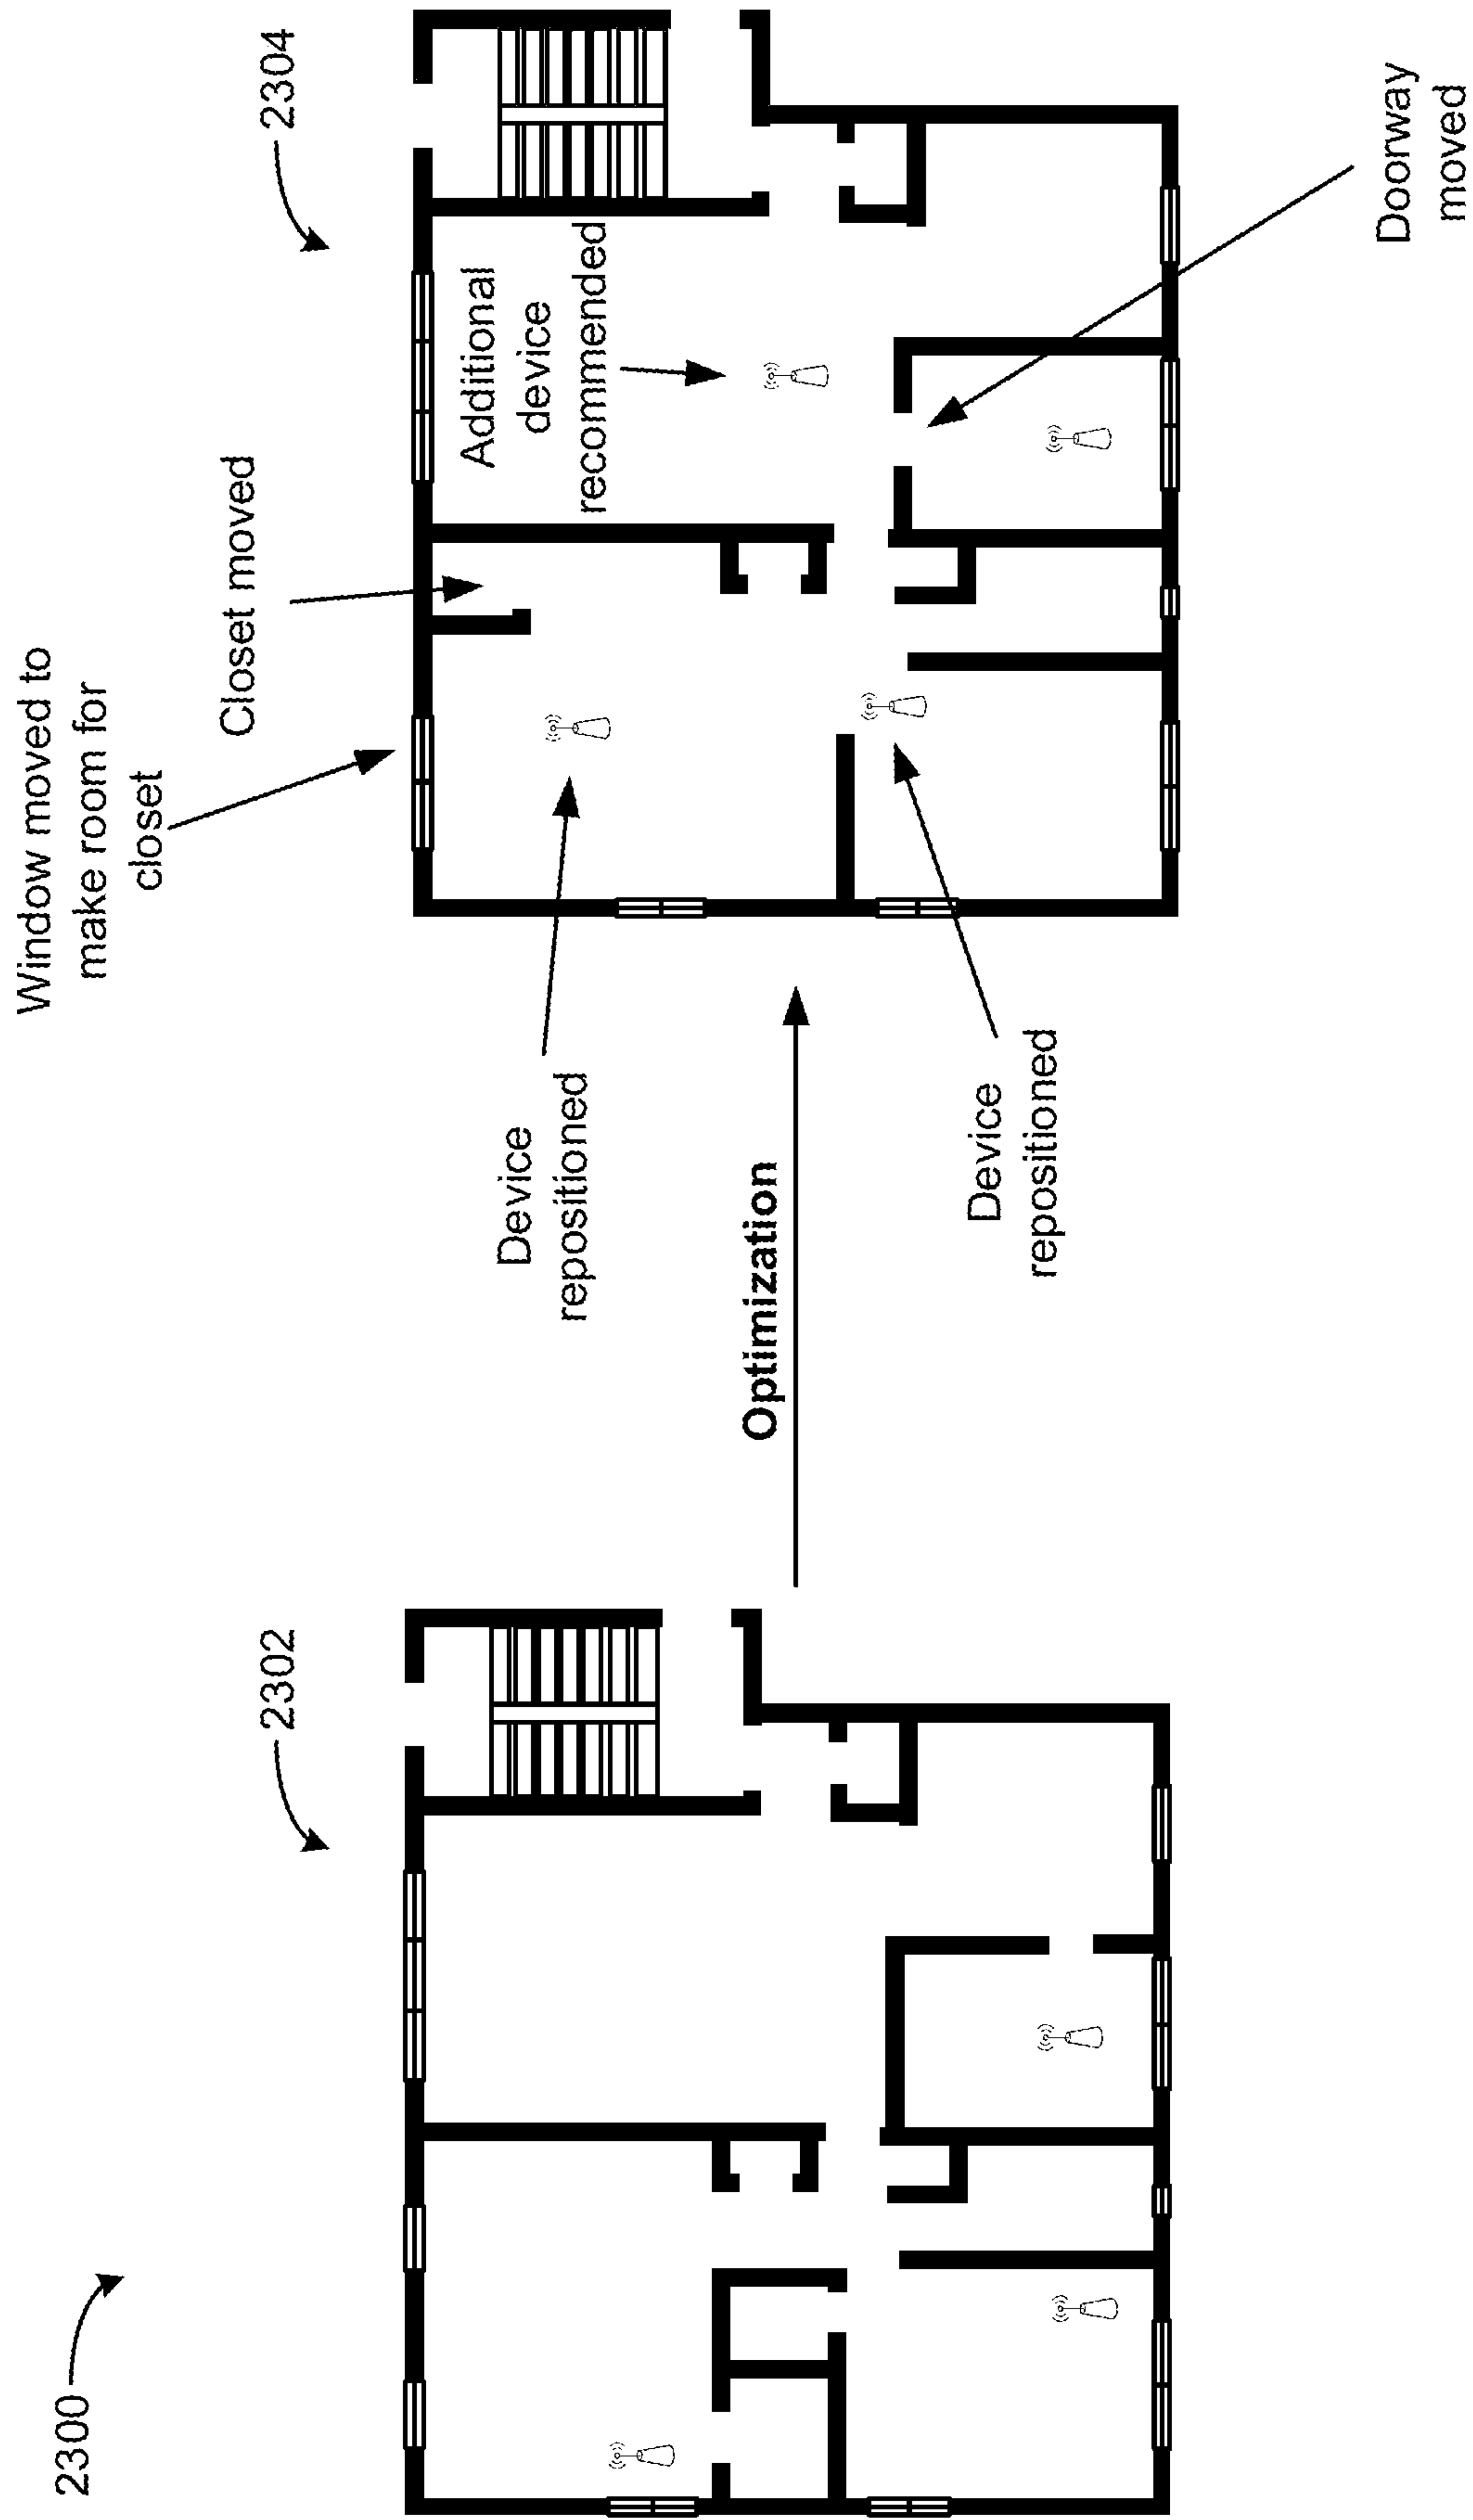 2300
2302
2304
Window moved to
make room for
closet
Closet moved
Additional
device
recommended
Device
repositioned
Optimization
Device
repositioned
Doorway
moved